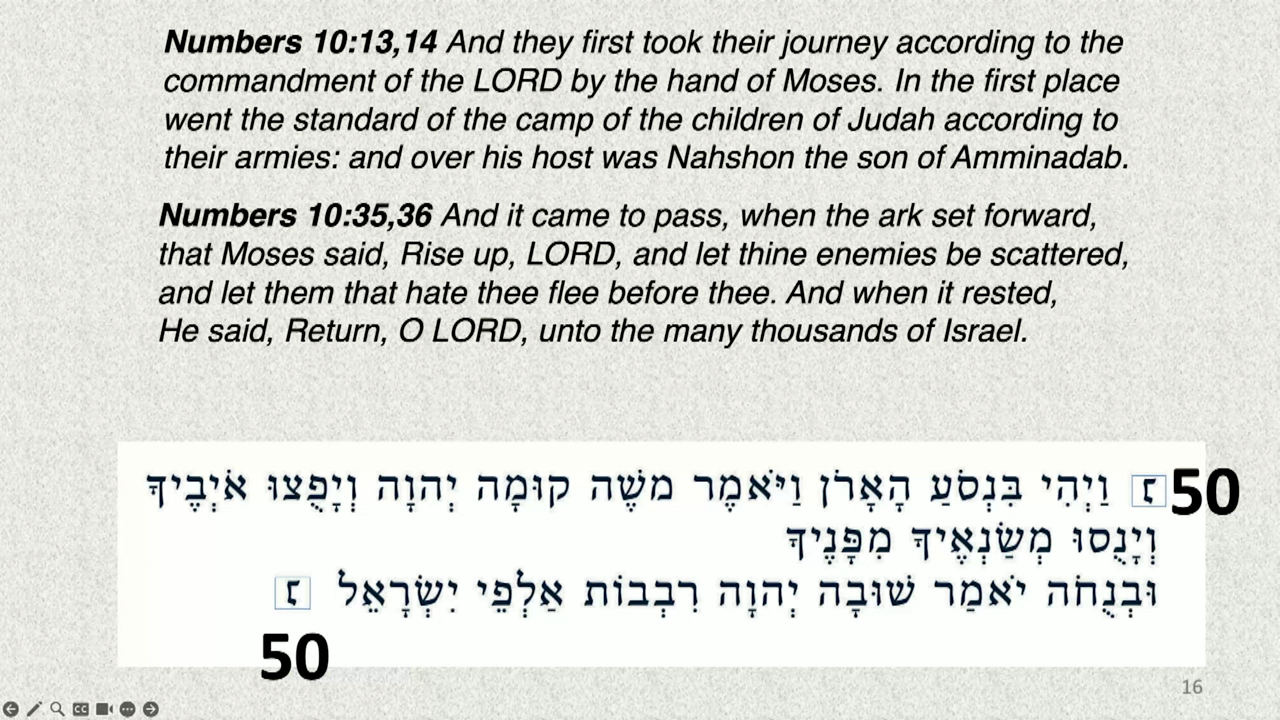 Numbers 10:13,14 And they first took their journey according to the
commandment of the LORD by the hand of Moses. In the first place
went the standard of the camp of the children of Judah according to
their armies: and over his host was Nahshon the son of Amminadab.
Numbers 10:35,36 And it came to pass, when the ark set forward,
that Moses said, Rise up, LORD, and let thine enemies be scattered,
and let them that hate thee flee before thee. And when it rested,
He said, Return, O LORD, unto the many thousands of Israel.
50 ׆ וַיְהִי בִּנְסֹעַ הָאָרֹן וַיֹּאמֶר מֹשֶׁה קוּמָה יְהוָה וְיָפֻצוּ אֹיְבֶיךָ
וְיָנֻסוּ מְשַׂנְאֶיךָ מִפָּנֶיךָ
וּבְנֻחֹה יֹאמַר שׁוּבָה יְהוָה רִבְבוֹת אַלְפֵי יִשְׂרָאֵל ׆
50
16